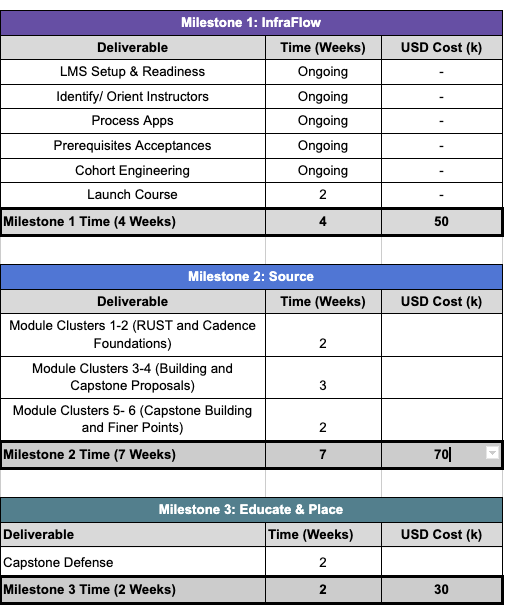 Milestone 1: InfraFlow
Deliverable Time (Weeks) USD Cost (k)
LMS Setup & Readiness Ongoing -
Identify/ Orient Instructors Ongoing -
Process Apps Ongoing -
Prerequisites Acceptances Ongoing -
Cohort Engineering Ongoing -
Launch Course 2 -
Milestone 1 Time (4 Weeks) 4 50
Milestone 2: Source
Deliverable Time (Weeks) USD Cost (k)
Module Clusters 1-2 (RUST and Cadence
Foundations) 2
Module Clusters 3-4 (Building and
Capstone Proposals) 3
Module Clusters 5- 6 (Capstone Building
and Finer Points) 2
Milestone 2 Time (7 Weeks) 7 70
Milestone 3: Educate & Place
Deliverable Time (Weeks) USD Cost (k)
Capstone Defense 2
Milestone 3 Time (2 Weeks) 2 30